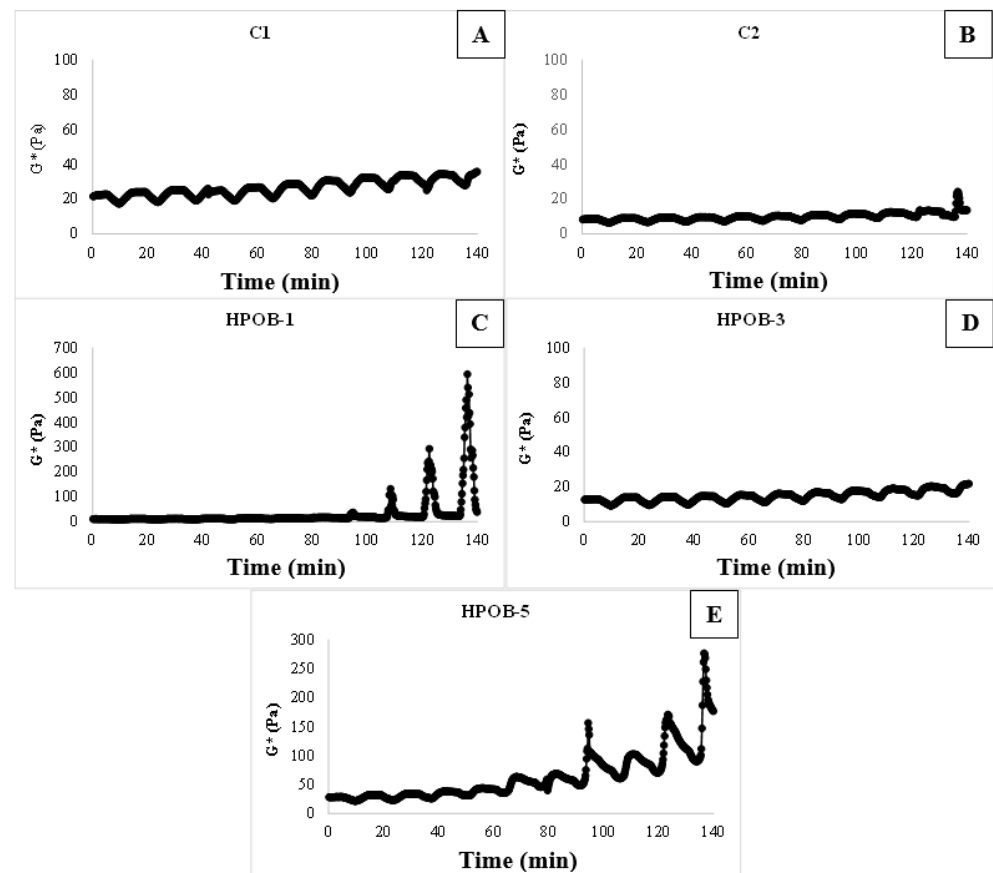 C1
A
100
80
60
40
20
0
G* (Pa)
0 20 40 60 80 100 120 140
Time (min)
C2
B
100
80
60
40
20
0
G* (Pa)
0 20 40 60 80 100 120 140
Time (min)
HPOB-1
C
700
600
500
400
300
200
100
0
G* (Pa)
0 20 40 60 80 100 120 140
Time (min)
HPOB-3
D
100
80
60
40
20
0
G* (Pa)
0 20 40 60 80 100 120 140
Time (min)
HPOB-5
E
300
250
200
150
100
50
0
G* (Pa)
0 20 40 60 80 100 120 140
Time (min)